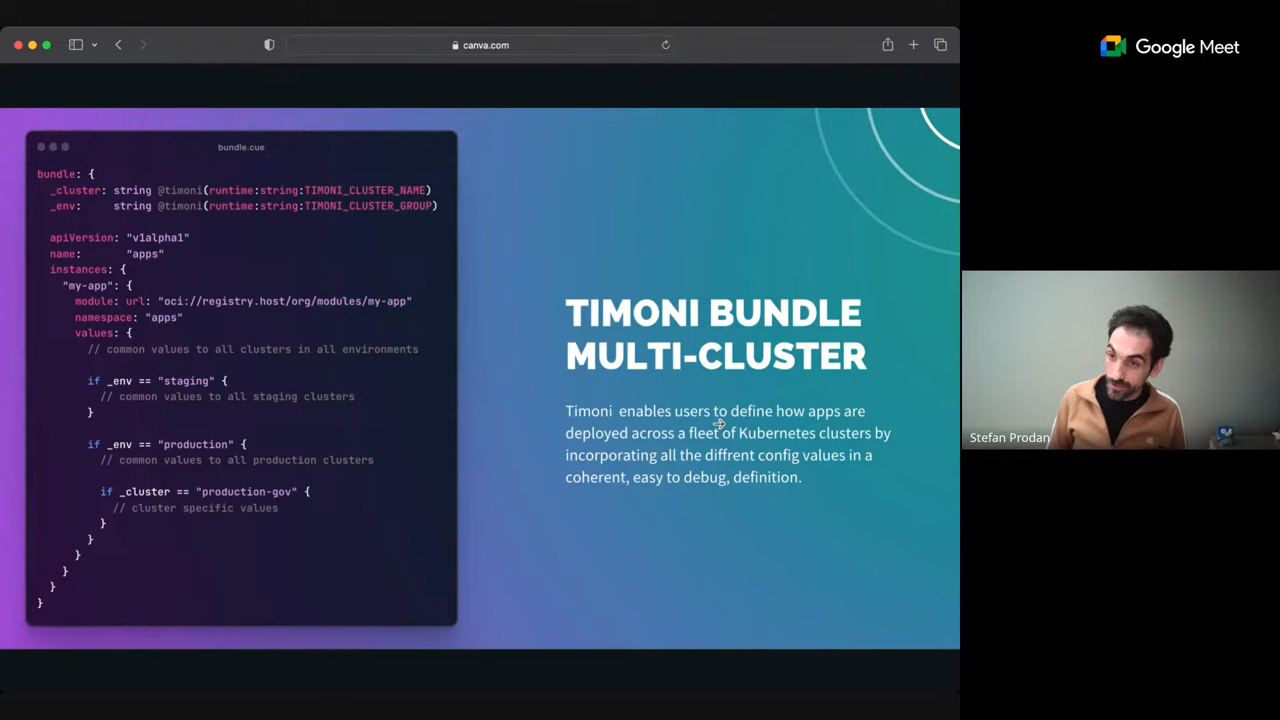 canva.com
Google Meet
bundle.cue
bundle: {
  _cluster: string @timoni(runtime:string:TIMONI_CLUSTER_NAME)
  _env:     string @timoni(runtime:string:TIMONI_CLUSTER_GROUP)
  apiVersion: "v1alpha1"
  name:       "apps"
  instances: {
    "my-app": {
      module: url: "oci://registry.host/org/modules/my-app"
      namespace: "apps"
      values: {
        // common values to all clusters in all environments
        if _env == "staging" {
          // common values to all staging clusters
        }
        if _env == "production" {
          // common values to all production clusters
          if _cluster == "production-gov" {
            // cluster specific values
          }
        }
      }
    }
  }
}
TIMONI BUNDLE
MULTI-CLUSTER
Timoni enables users to define how apps are
deployed across a fleet of Kubernetes clusters by
incorporating all the diffrent config values in a
coherent, easy to debug, definition.
Stefan Prodan